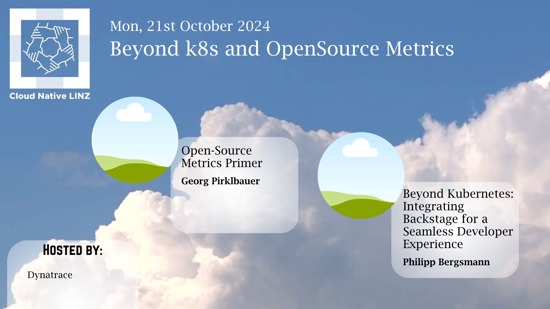 Mon, 21st October 2024
Beyond k8s and OpenSource Metrics
Cloud Native LINZ
Open-Source
Metrics Primer
Georg Pirklbauer
Beyond Kubernetes:
Integrating
Backstage for a
Seamless Developer
Experience
Philipp Bergsmann
Hosted by:
Dynatrace